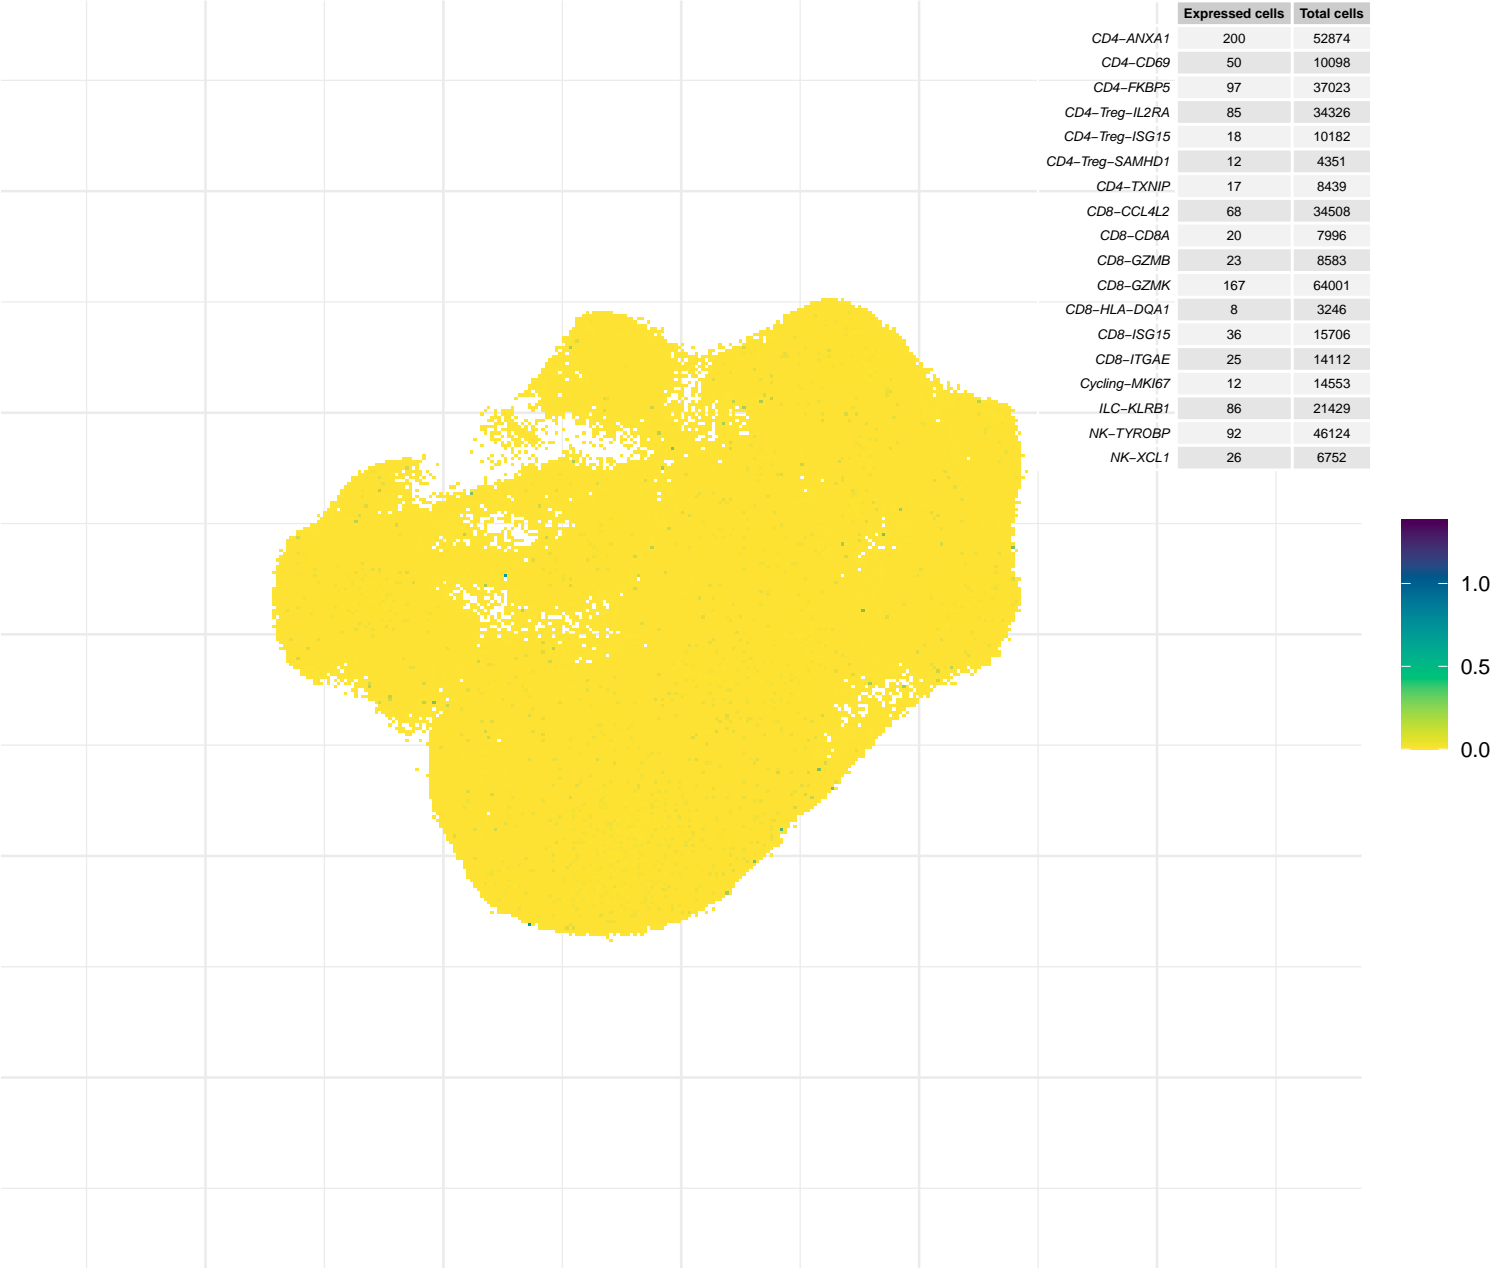 Expressed cells Total cells
CD4−ANXA1 200 52874
CD4−CD69 50 10098
CD4−FKBP5 97 37023
CD4−Treg−IL2RA 85 34326
CD4−Treg−ISG15 18 10182
CD4−Treg−SAMHD1 12 4351
CD4−TXNIP 17 8439
CD8−CCL4L2 68 34508
CD8−CD8A 20 7996
CD8−GZMB 23 8583
CD8−GZMK 167 64001
CD8−HLA−DQA1 8 3246
CD8−ISG15 36 15706
CD8−ITGAE 25 14112
Cycling−MKI67 12 14553
ILC−KLRB1 86 21429
NK−TYROBP 92 46124
NK−XCL1 26 6752
1.0
0.5
0.0